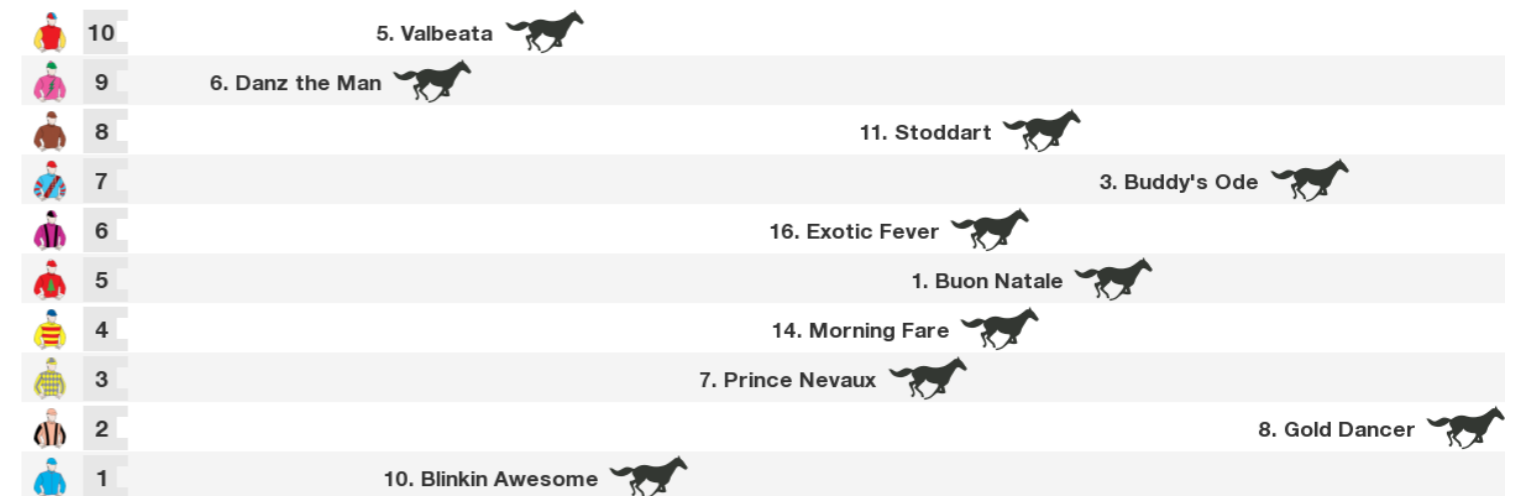 10 5. Valbeata
9 6. Danz the Man
8 11. Stoddart
7 3. Buddy's Ode
6 16. Exotic Fever
5 1. Buon Natale
4 14. Morning Fare
3 7. Prince Nevaux
2 8. Gold Dancer
1 10. Blinkin Awesome